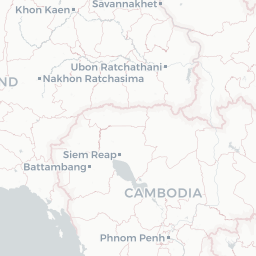 Savannakhet
Khon Kaen
Ubon Ratchathani
ND
Nakhon Ratchasima
Siem Reap
Battambang
CAMBODIA
Phnom Penh